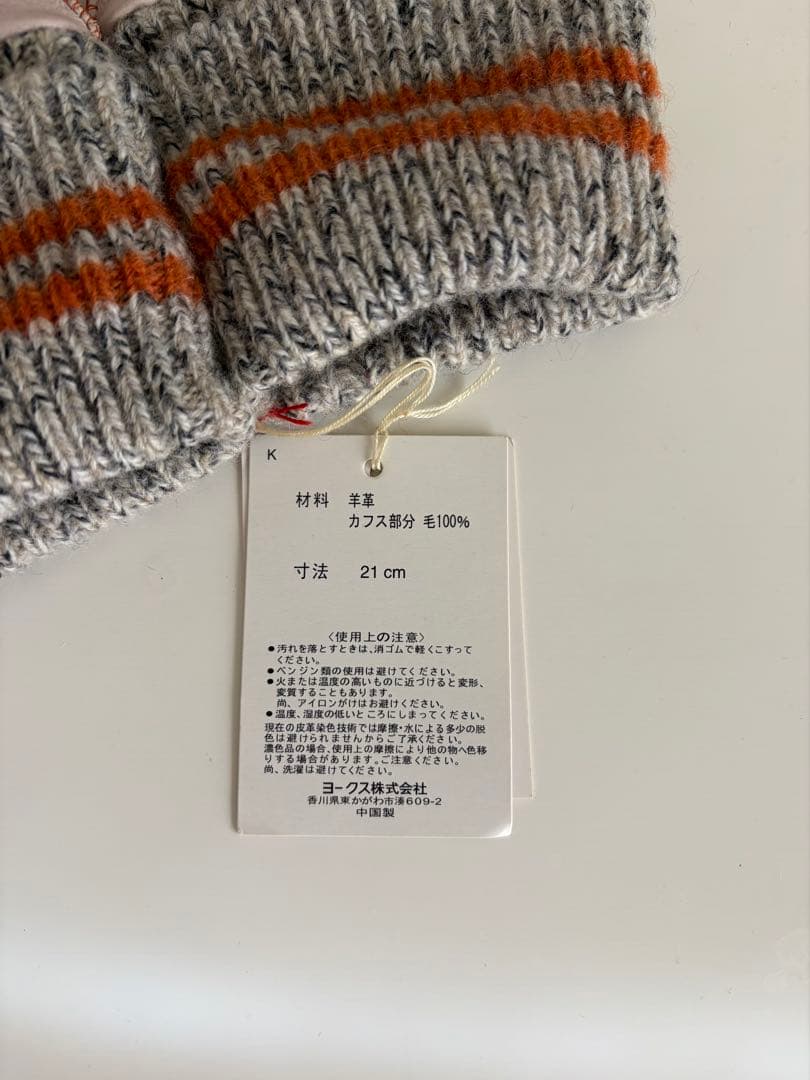 K
材料 羊革
カフス部分 毛100%
寸法 21 cm
〈使用上の注意〉
●汚れを落とすときは、消ゴムで軽くこすって
ください。
●ベンジン類の使用は避けてください。
●火または温度の高いものに近づけると変形、
変質することもあります。
尚、アイロンがけはお避けください。
●温度、湿度の低いところにしまってください。
現在の皮革染色技術では摩擦・水による多少の脱
色は避けられませんからご了承ください。
濃色品の場合、使用上の摩擦により他の物へ色移
りする場合があります。ご注意ください。
尚、洗濯は避けてください。
ヨークス株式会社
香川県東かがわ市湊609-2
中国製